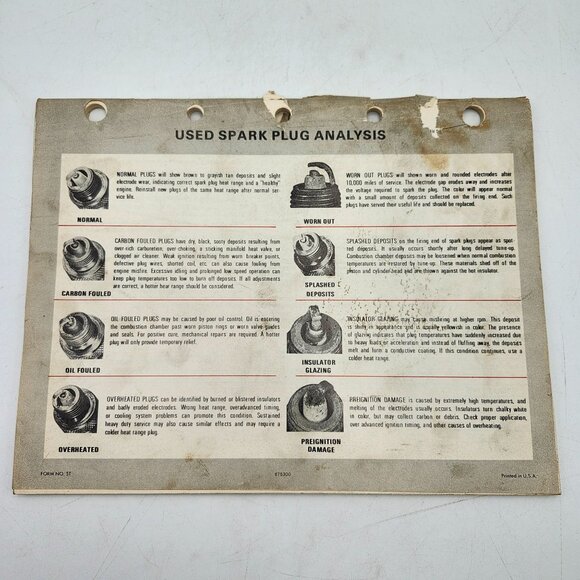 USED SPARK PLUG ANALYSIS
NORMAL PLUGS will show brown to grayish tan deposits and slight
electrode wear, indicating correct spark plug heat range and a "healthy"
engine. Reinstall new plugs of the same heat range after normal ser-
vice life.
NORMAL
CARBON FOULED PLUGS have dry, black, sooty deposits resulting from
over-rich carburetion, over-choking, a sticking manifold heat valve, or
clogged air cleaner. Weak ignition resulting from worn breaker points,
defective plug wires, shorted coil, etc. can also cause fouling from
engine misfire. Excessive idling and prolonged low speed operation can
keep plug temperatures too low to burn off deposits. If all adjustments
are correct, a hotter heat range should be considered.
CARBON FOULED
OIL FOULED PLUGS may be caused by poor oil control. Oil is entering
the combustion chamber past worn piston rings or worn valve guides
and seals. For positive cure, mechanical repairs are required. A hotter
plug will only provide temporary relief.
OIL FOULED
OVERHEATED PLUGS can be identified by burned or blistered insulators
and badly eroded electrodes. Wrong heat range, overadvanced timing,
or cooling system problems can promote this condition. Sustained
heavy duty service may also cause similar effects and may require a
colder heat range plug.
OVERHEATED
WORN OUT PLUGS will shown worn and rounded electrodes after
10,000 miles of service. The electrode gap erodes away and increases
the voltage required to spark the plug. The color will appear normal
with a small amount of deposits collected on the firing end. Such
plugs have served their useful life and should be replaced.
WORN OUT
SPLASHED DEPOSITS on the firing end of spark plugs appear as spot-
ted deposits. It usually occurs shortly after long delayed tune-up.
Combustion chamber deposits may be loosened when normal combustion
temperatures are restored by tune-up. These materials shed off of the
piston and cylinder-head and are thrown against the hot insulator.
SPLASHED
DEPOSITS
INSULATOR GLAZING may cause misfiring at higher rpm. This deposit
is shiny in appearance and is usually yellowish in color. The presence
of glazing indicates that plug temperatures have suddenly increased
due to heavy loads or acceleration and instead of fluffing away, the deposits
melt and form a conductive coating. If this condition continues, use a
colder heat range.
INSULATOR
GLAZING
PREIGNITION DAMAGE is caused by extremely high temperatures, and
melting of the electrodes usually occurs. Insulators turn chalky white
in color, but may collect carbon or debris. Check proper application,
over advanced ignition timing, and other causes of overheating.
PREIGNITION
DAMAGE
FORM NO. ST
Printed in U.S.A.